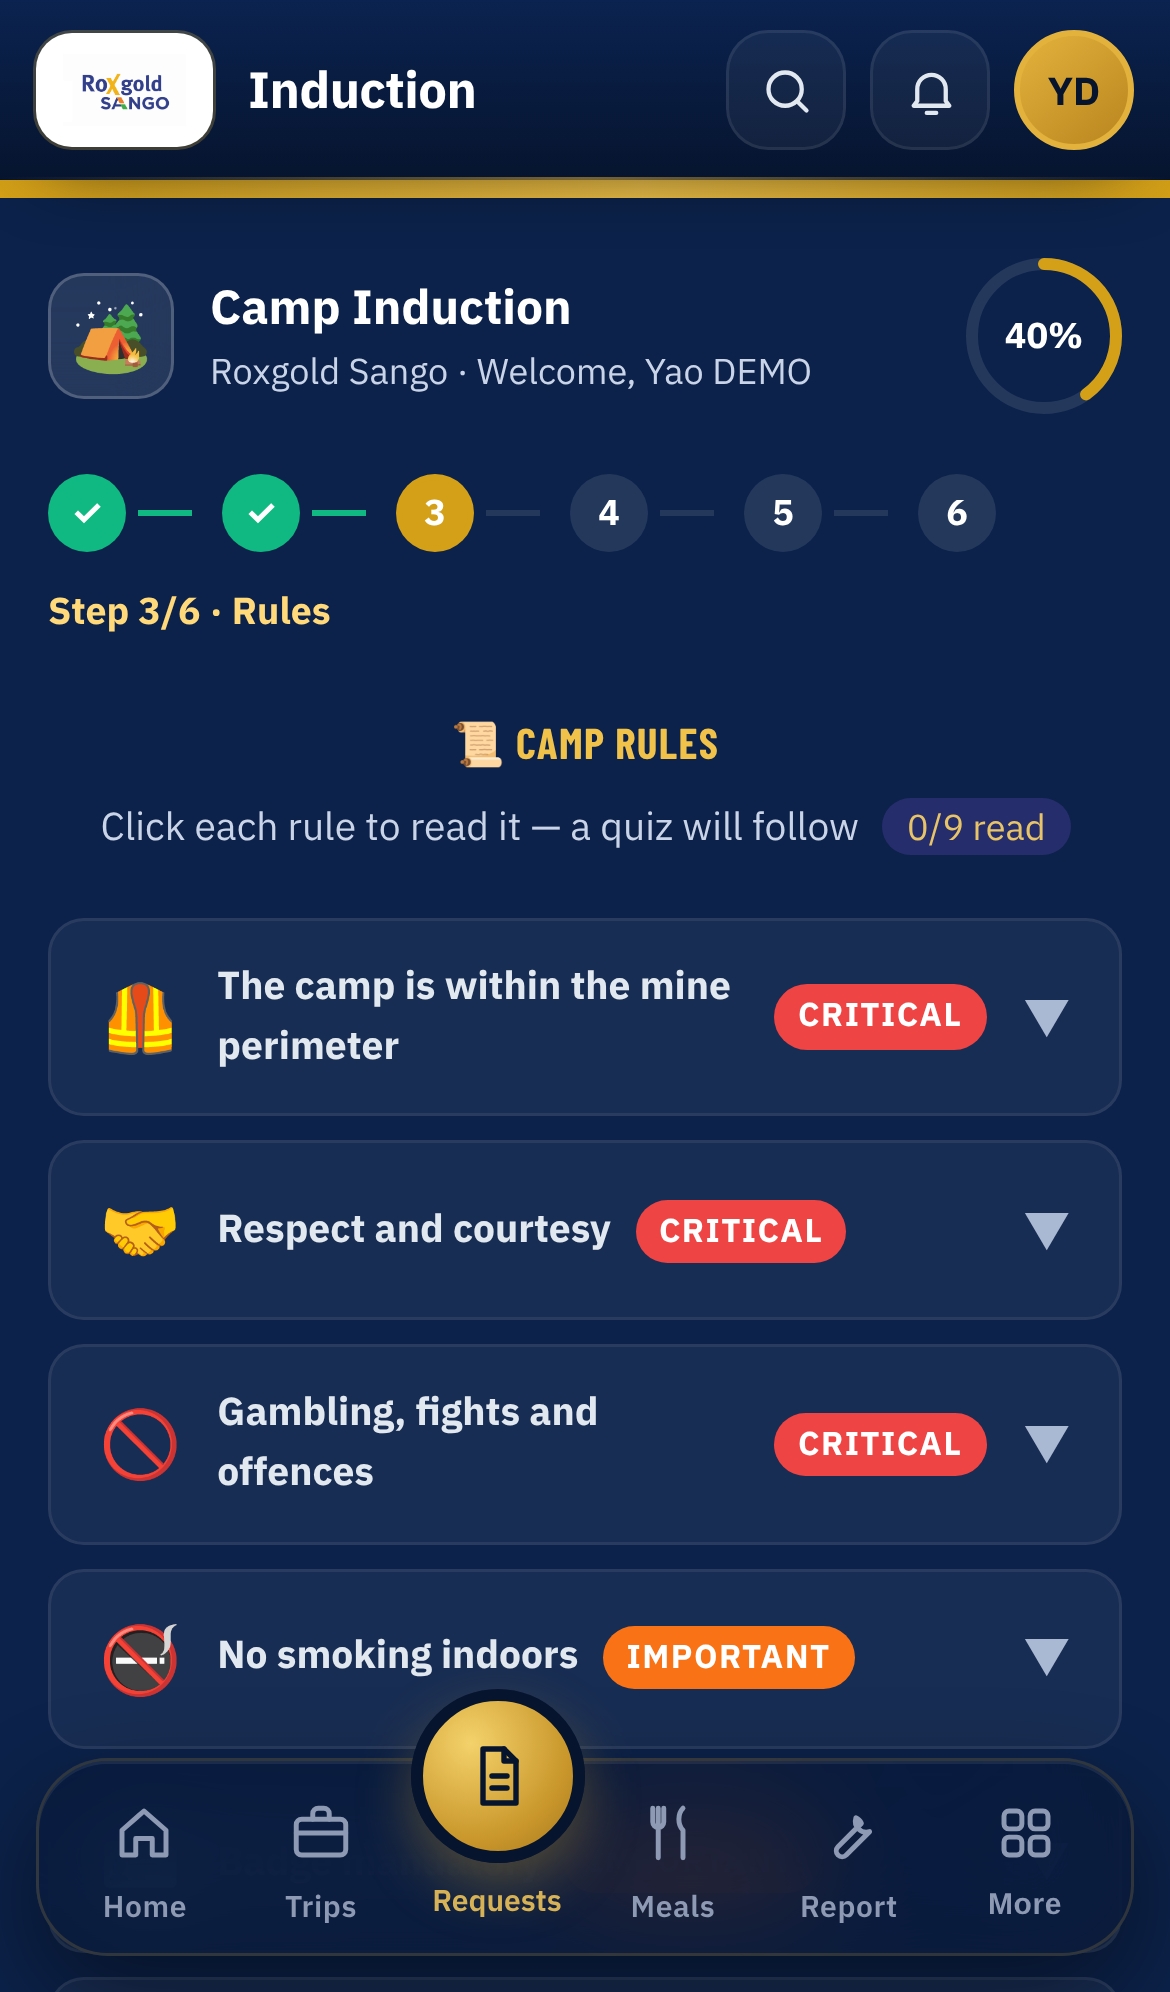 Roxgold
SANGO
Induction
YD
Camp Induction
Roxgold Sango · Welcome, Yao DEMO
40%
3
4
5
6
Step 3/6 · Rules
CAMP RULES
Click each rule to read it — a quiz will follow 0/9 read
The camp is within the mine
perimeter
CRITICAL
Respect and courtesy CRITICAL
Gambling, fights and
offences
CRITICAL
No smoking indoors IMPORTANT
Home
Trips
Requests
Meals
Report
More